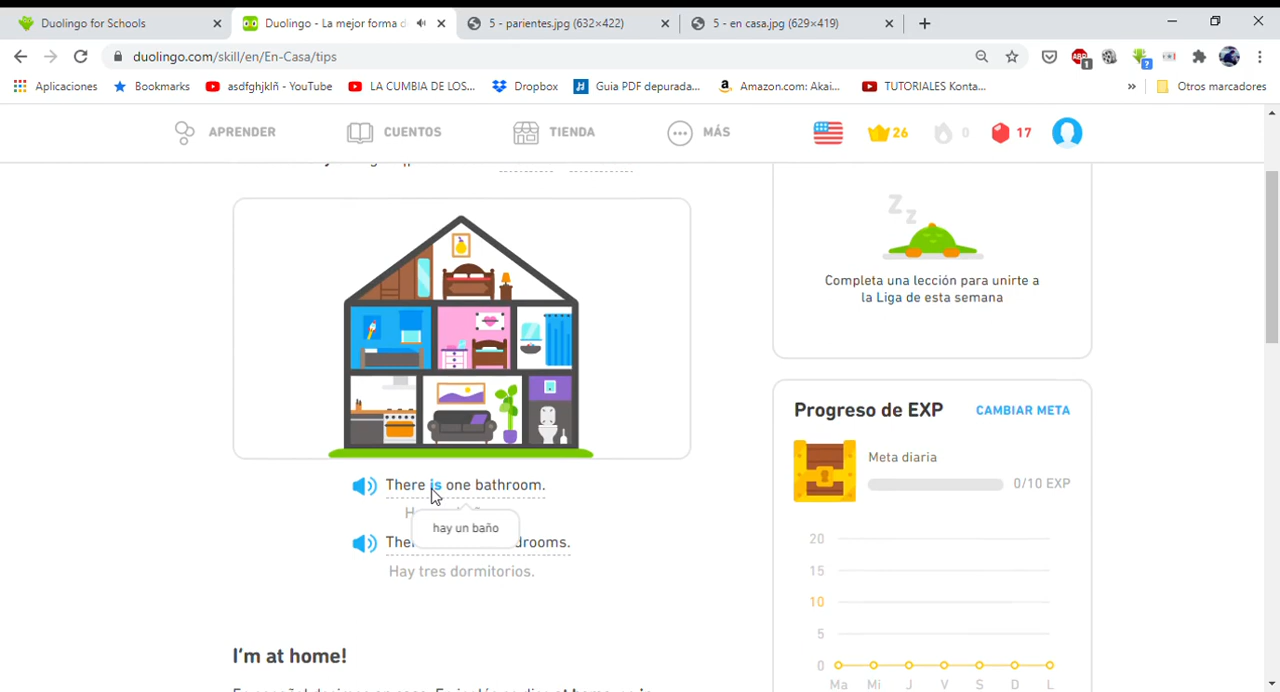 Duolingo for Schools
Duolingo - La mejor forma d
5 - parientes.jpg (632×422)
5 - en casa.jpg (629×419)
duolingo.com/skill/en/En-Casa/tips
1
?
Aplicaciones
Bookmarks
asdfghjklñ - YouTube
LA CUMBIA DE LOS...
Dropbox
Guia PDF depurada...
Amazon.com: Akai...
TUTORIALES Konta...
»
Otros marcadores
APRENDER
CUENTOS
TIENDA
MÁS
26
0
17
Z z
Completa una lección para unirte a
la Liga de esta semana
There is one bathroom.
hay un baño
drooms.
Hay tres dormitorios.
I'm at home!
Progreso de EXP
CAMBIAR META
Meta diaria
0/10 EXP
20
15
10
5
0
Ma Mi J V S D L